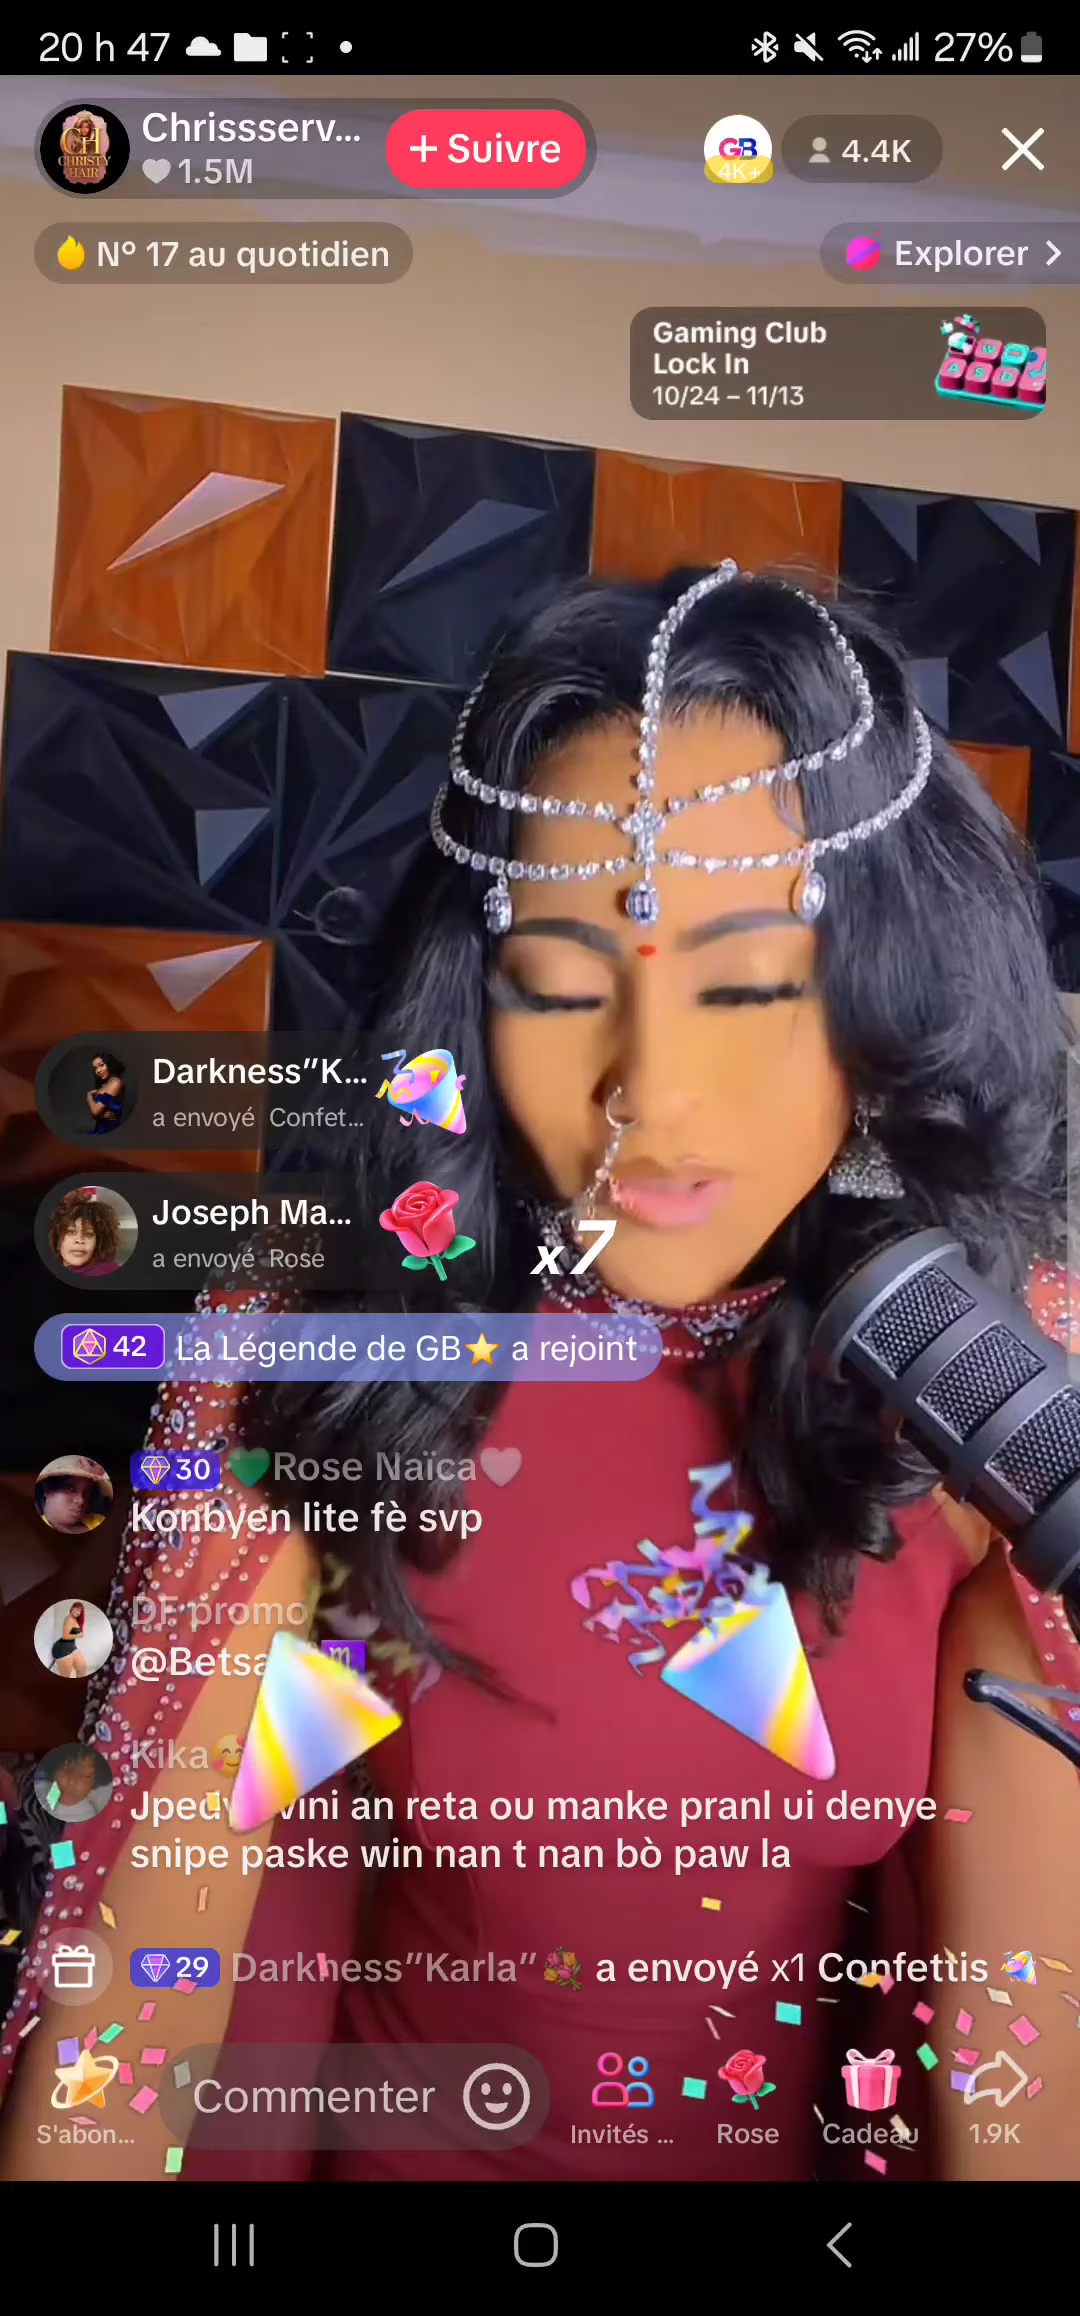 20 h 47
27%
CH
CHRISTY
HAIR
Chrissserv...
1.5M
+ Suivre
GB
4K+
4.4K
N° 17 au quotidien
Explorer
Gaming Club
Lock In
10/24 – 11/13
W
A S D
Darkness"K...
a envoyé Confet...
Joseph Ma...
a envoyé Rose
x7
42 La Légende de GB⭐ a rejoint
30 💚Rose Naïca🤍
Konbyen lite fè svp
DF promo
@Betsa ♏
Kika🥰
vini an reta ou manke pranl ui denye
snipe paske win nan t nan bò paw la
29 Darkness"Karla"💐 a envoyé x1 Confettis 🎉
S'abon...
Commenter
Invités ...
Rose
Cadeau
1.9K